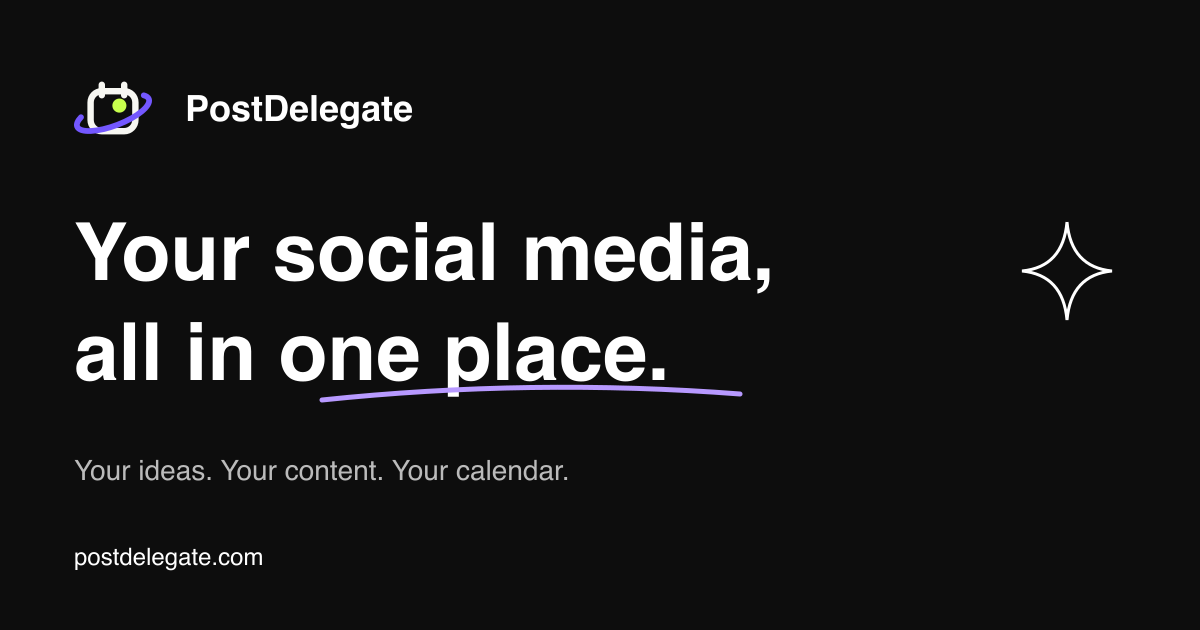 PostDelegate
Your social media,
all in one place.
Your ideas. Your content. Your calendar.
postdelegate.com